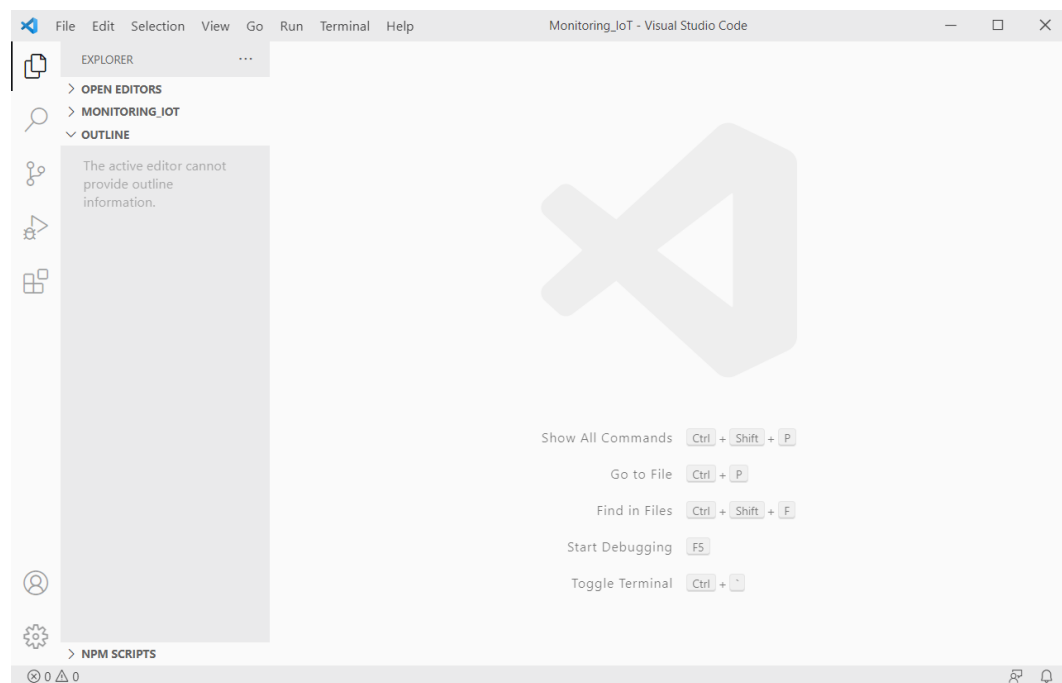 File Edit Selection View Go Run Terminal Help Monitoring_IoT - Visual Studio Code
EXPLORER ...
OPEN EDITORS
MONITORING_IOT
OUTLINE
The active editor cannot
provide outline
information.
Show All Commands Ctrl + Shift + P
Go to File Ctrl + P
Find in Files Ctrl + Shift + F
Start Debugging F5
Toggle Terminal Ctrl + `
NPM SCRIPTS
0 0